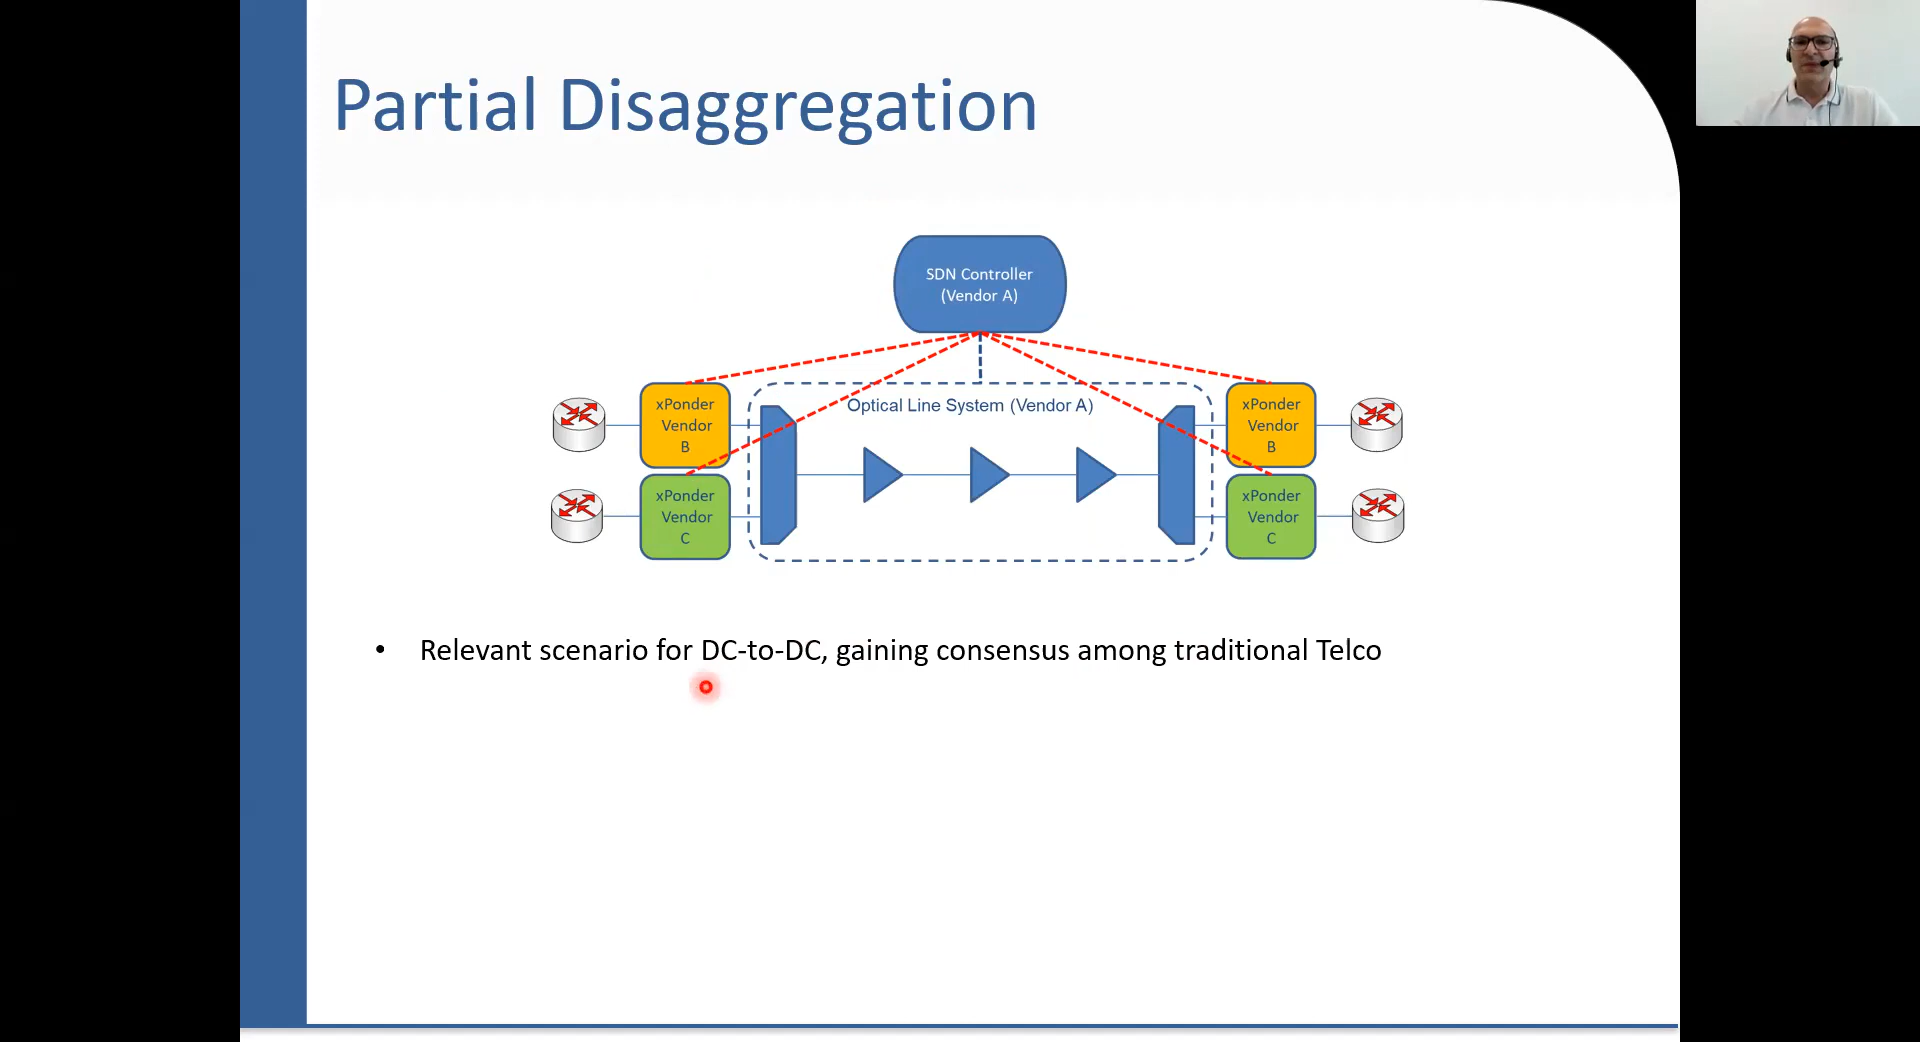 Partial Disaggregation
SDN Controller
(Vendor A)
Optical Line System (Vendor A)
xPonder
Vendor
B
xPonder
Vendor
B
xPonder
Vendor
C
xPonder
Vendor
C
• Relevant scenario for DC-to-DC, gaining consensus among traditional Telco